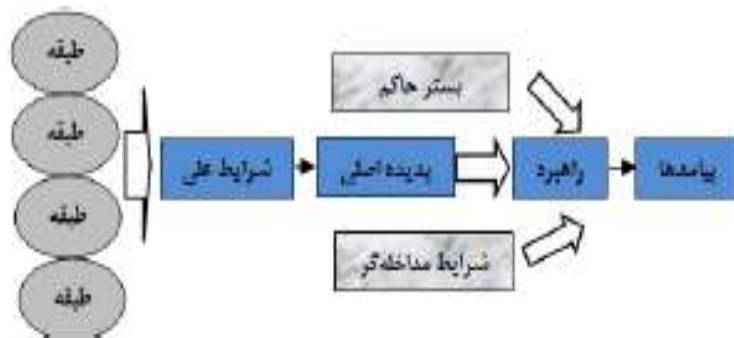 طبقه
طبقه
طبقه
طبقه
بستر حاکم
شرایط علی
پدیده اصلی
راهبرد
پیامدها
شرایط مداخله‌گر